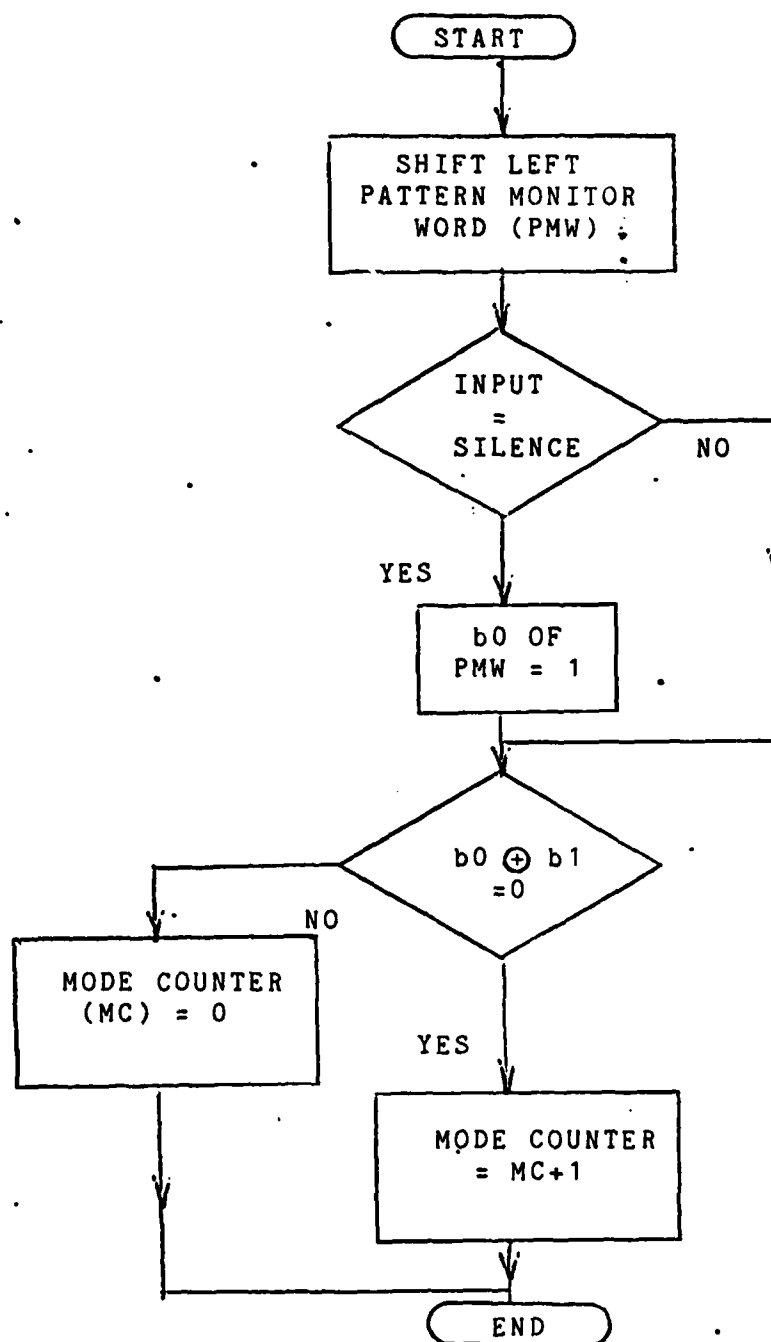 START
SHIFT LEFT
PATTERN MONITOR
WORD (PMW)
INPUT
=
SILENCE
NO
YES
b0 OF
PMW = 1
b0 ⊕ b1
=0
NO
MODE COUNTER
(MC) = 0
YES
MODE COUNTER
= MC+1
END